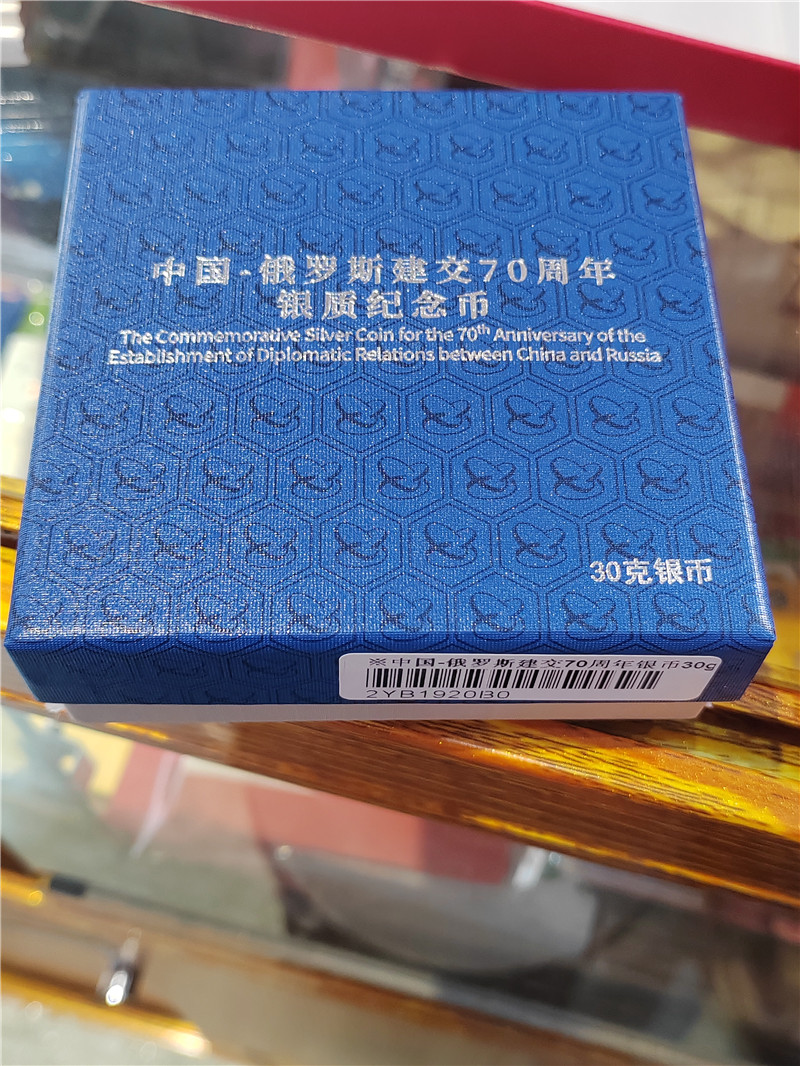 中国-俄罗斯建交70周年
银质纪念币
The Commemorative Silver Coin for the 70th Anniversary of the
Establishment of Diplomatic Relations between China and Russia
30克银币
※中国-俄罗斯建交70周年银币30g
2YB1920B0